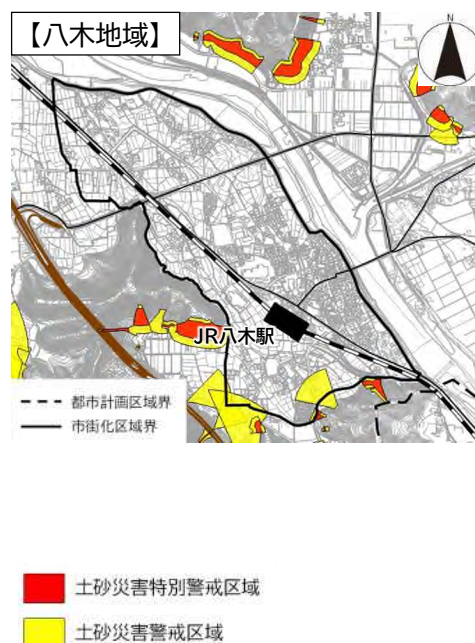 【八木地域】
N
JR八木駅
都市計画区域界
市街化区域界
土砂災害特別警戒区域
土砂災害警戒区域